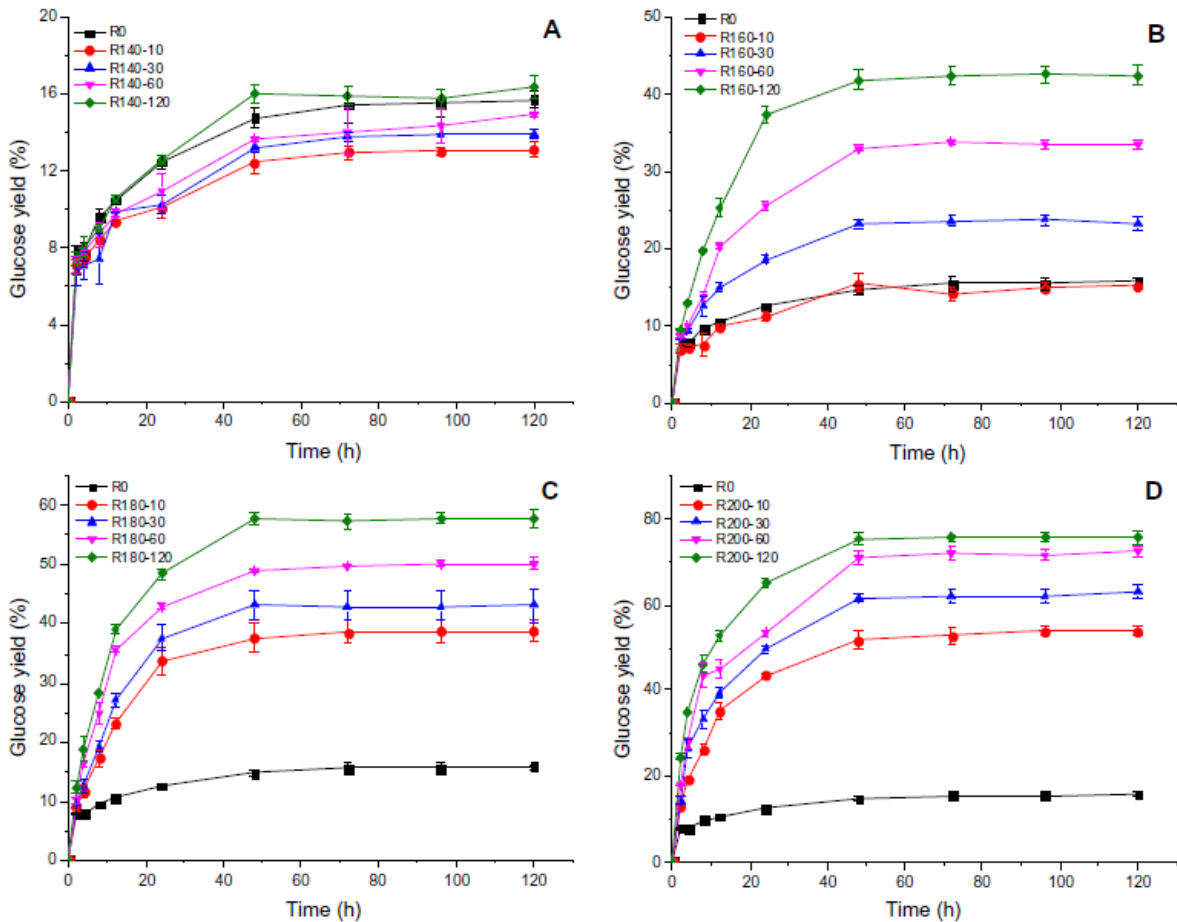 A
R0
R140-10
R140-30
R140-60
R140-120
20
16
12
8
4
0
Glucose yield (%)
0 20 40 60 80 100 120
Time (h)
B
R0
R160-10
R160-30
R160-60
R160-120
50
40
30
20
10
0
Glucose yield (%)
0 20 40 60 80 100 120
Time (h)
C
R0
R180-10
R180-30
R180-60
R180-120
60
50
40
30
20
10
0
Glucose yield (%)
0 20 40 60 80 100 120
Time (h)
D
R0
R200-10
R200-30
R200-60
R200-120
80
60
40
20
0
Glucose yield (%)
0 20 40 60 80 100 120
Time (h)